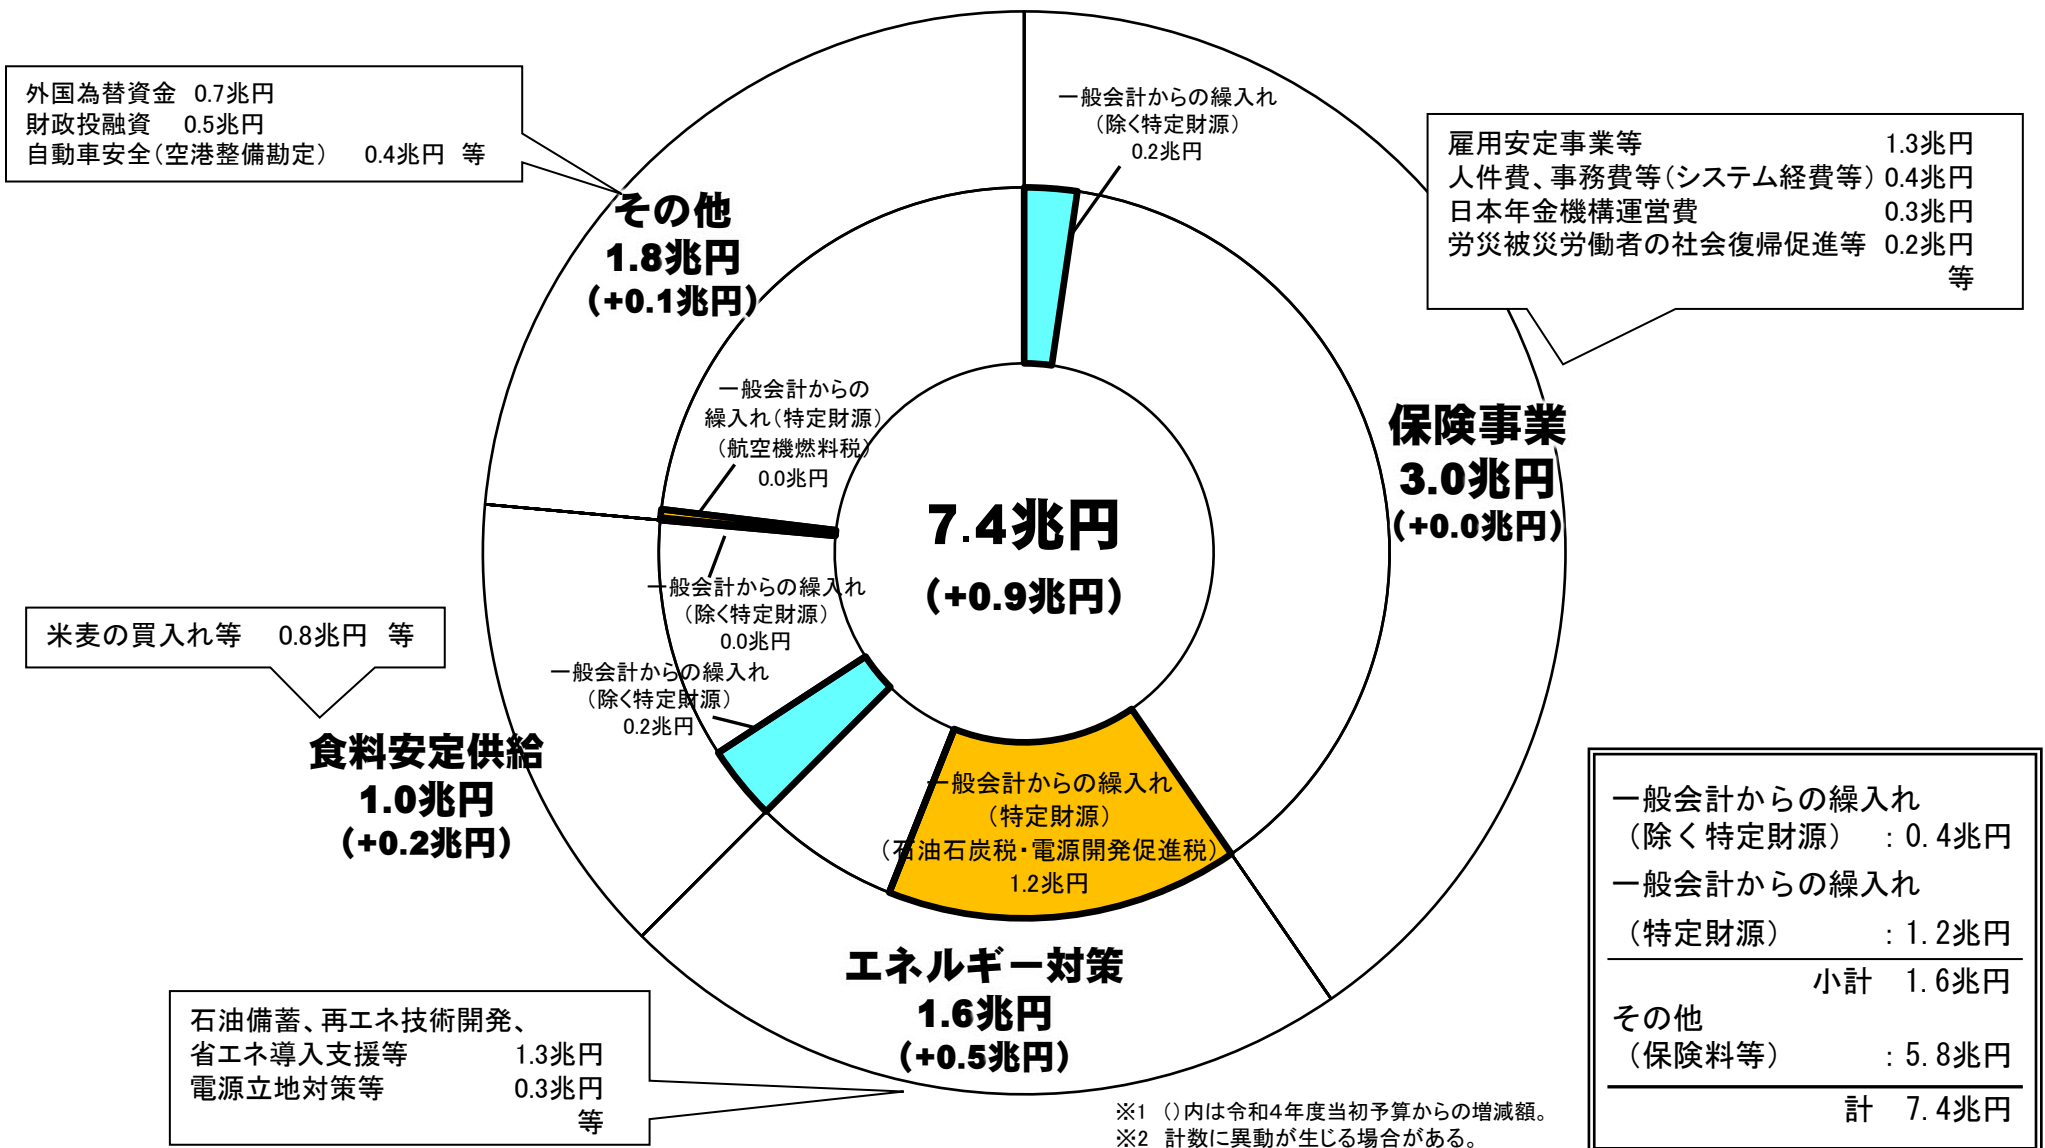 外国為替資金 0.7兆円
財政投融資 0.5兆円
自動車安全(空港整備勘定) 0.4兆円 等
その他
1.8兆円
(+0.1兆円)
一般会計からの繰入れ
(除く特定財源)
0.2兆円
雇用安定事業等 1.3兆円
人件費、事務費等(システム経費等) 0.4兆円
日本年金機構運営費 0.3兆円
労災被災労働者の社会復帰促進等 0.2兆円
等
保険事業
3.0兆円
(+0.0兆円)
一般会計からの
繰入れ(特定財源)
(航空機燃料税)
0.0兆円
7.4兆円
(+0.9兆円)
一般会計からの繰入れ
(除く特定財源)
0.0兆円
米麦の買入れ等 0.8兆円 等
一般会計からの繰入れ
(除く特定財源)
0.2兆円
食料安定供給
1.0兆円
(+0.2兆円)
一般会計からの繰入れ
(特定財源)
(石油石炭税・電源開発促進税)
1.2兆円
エネルギー対策
1.6兆円
(+0.5兆円)
石油備蓄、再エネ技術開発、
省エネ導入支援等 1.3兆円
電源立地対策等 0.3兆円
等
一般会計からの繰入れ
(除く特定財源) :0.4兆円
一般会計からの繰入れ
(特定財源) :1.2兆円
小計 1.6兆円
その他
(保険料等) :5.8兆円
計 7.4兆円
※1 ()内は令和4年度当初予算からの増減額。
※2 計数に異動が生じる場合がある。